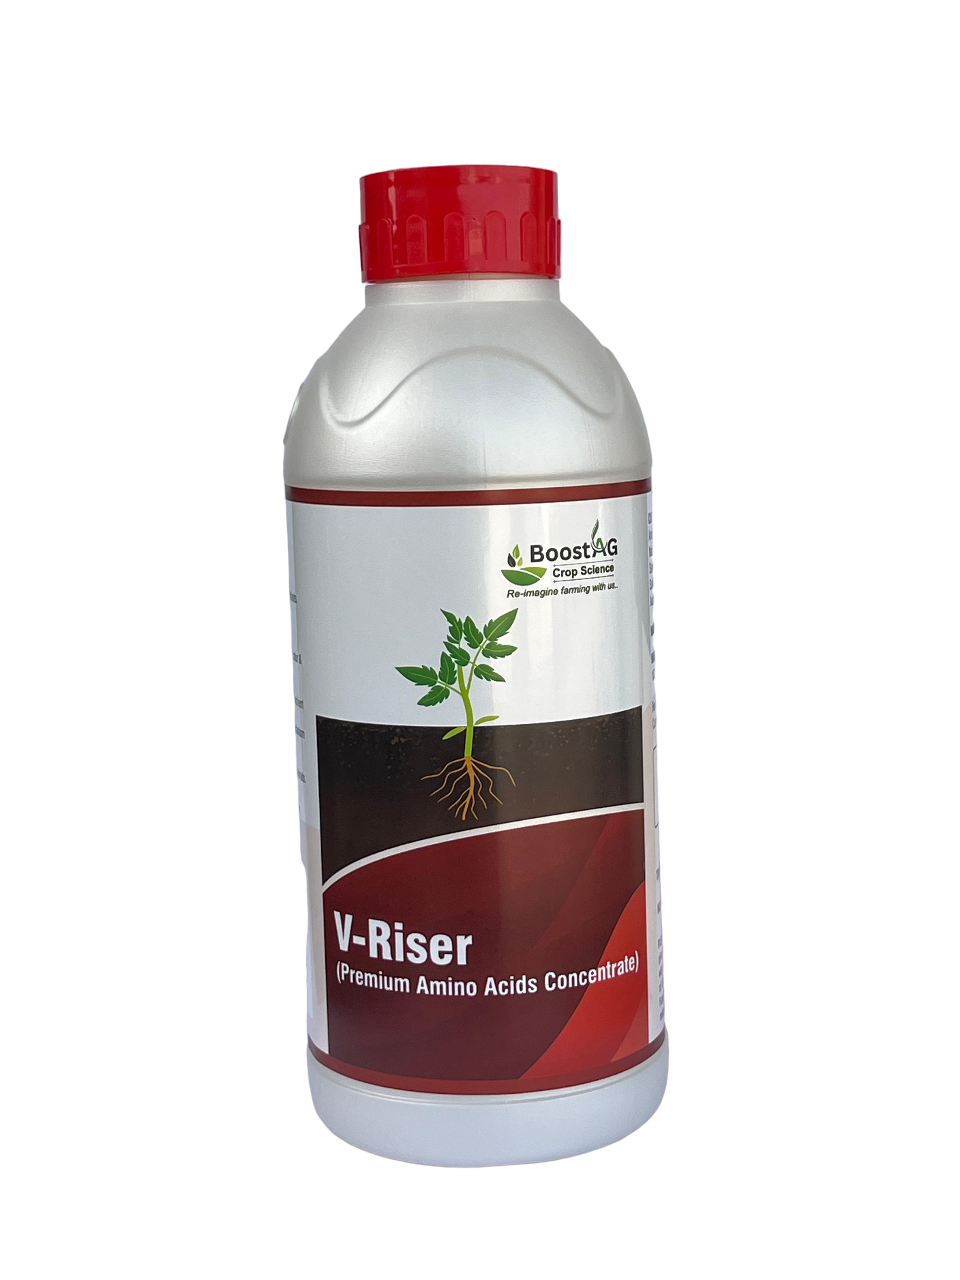 BoostAG
Crop Science
Re-imagine farming with us..
V-Riser
(Premium Amino Acids Concentrate)